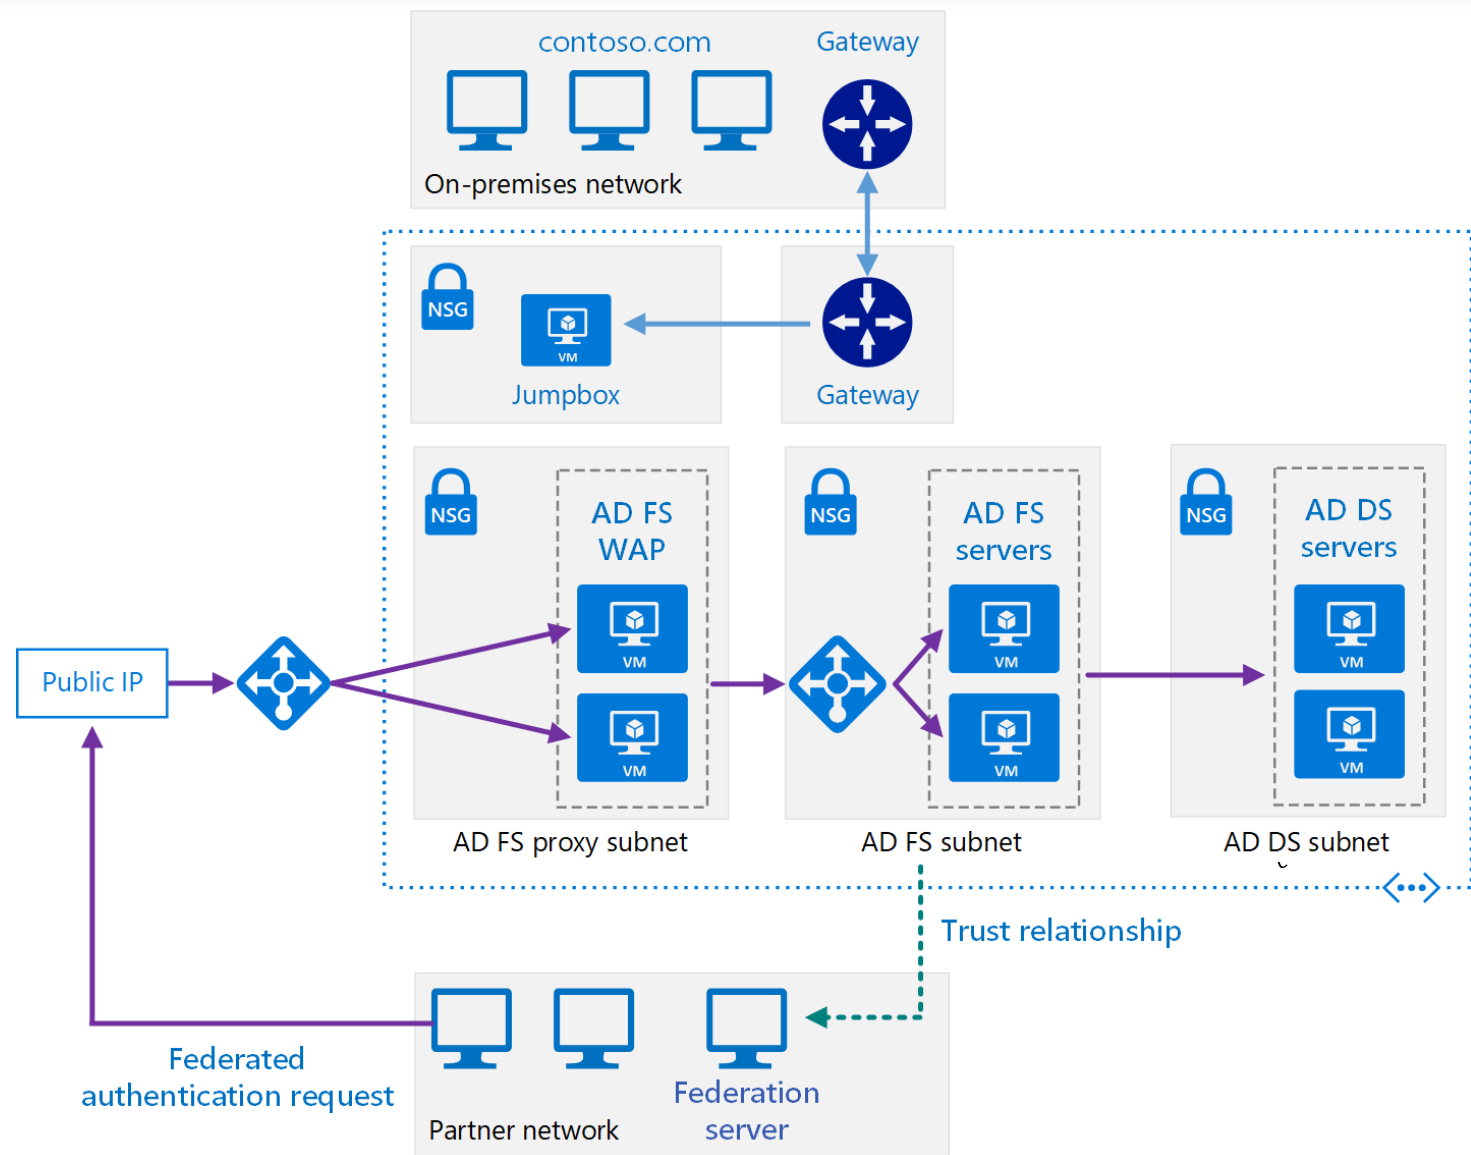 contoso.com
Gateway
On-premises network
NSG
VM
Jumpbox
Gateway
NSG
AD FS
WAP
VM
VM
AD FS proxy subnet
NSG
AD FS
servers
VM
VM
AD FS subnet
NSG
AD DS
servers
VM
VM
AD DS subnet
Public IP
Trust relationship
Federated
authentication request
Federation
server
Partner network